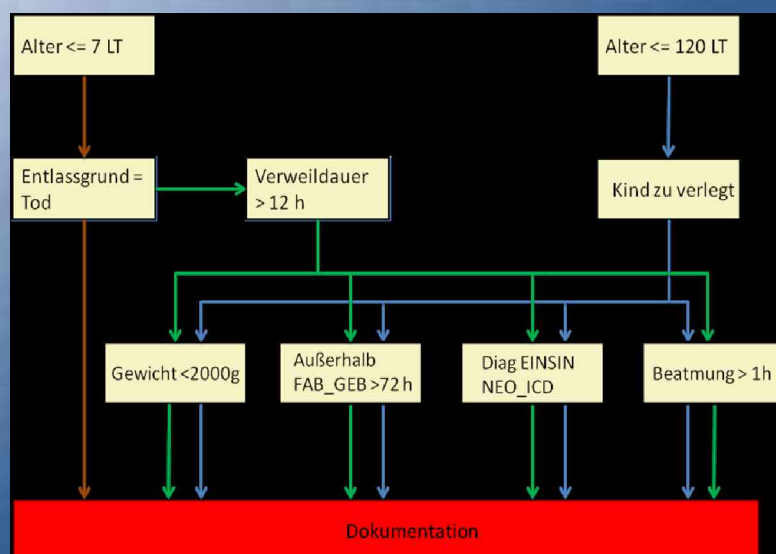 Alter <= 7 LT
Alter <= 120 LT
Entlassgrund =
Tod
Verweildauer
> 12 h
Kind zu verlegt
Gewicht <2000g
Außerhalb
FAB_GEB >72 h
Diag EINSIN
NEO_ICD
Beatmung > 1h
Dokumentation